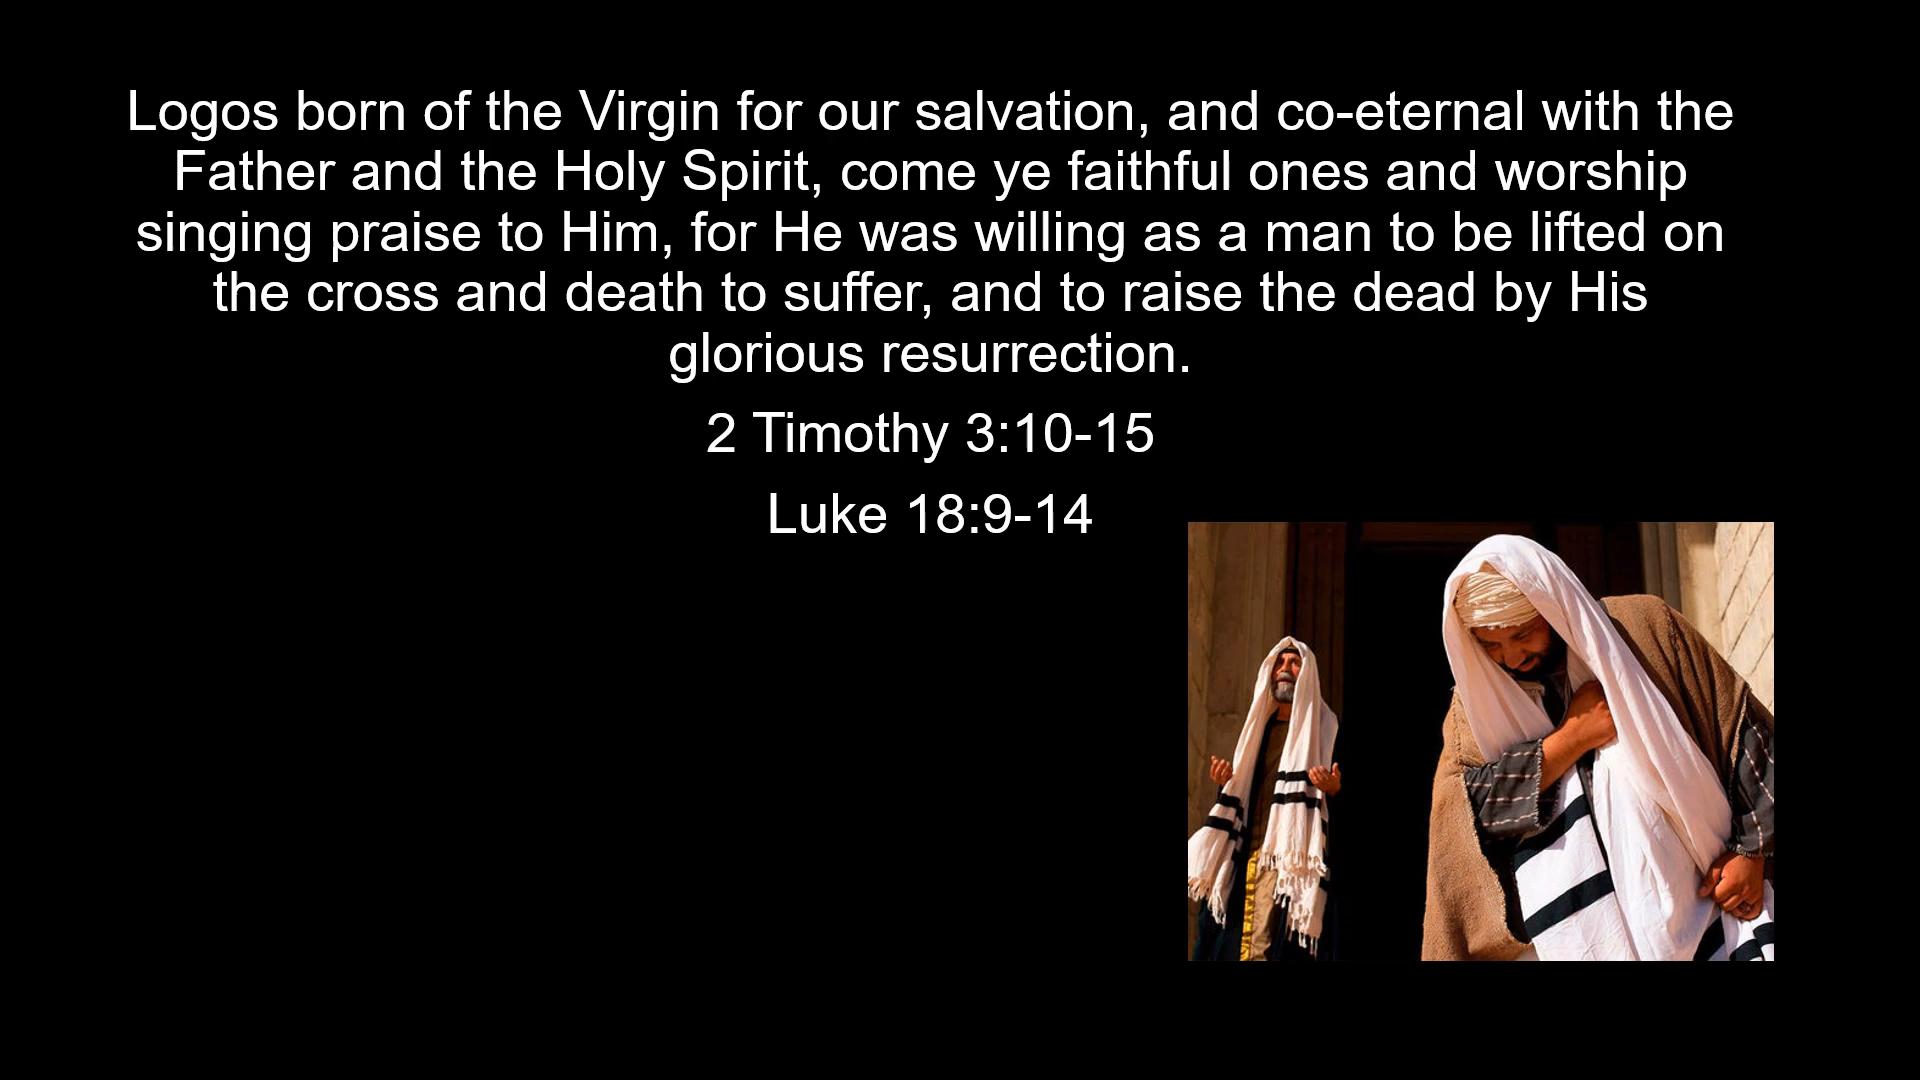 Logos born of the Virgin for our salvation, and co-eternal with the
Father and the Holy Spirit, come ye faithful ones and worship
singing praise to Him, for He was willing as a man to be lifted on
the cross and death to suffer, and to raise the dead by His
glorious resurrection.
2 Timothy 3:10-15
Luke 18:9-14